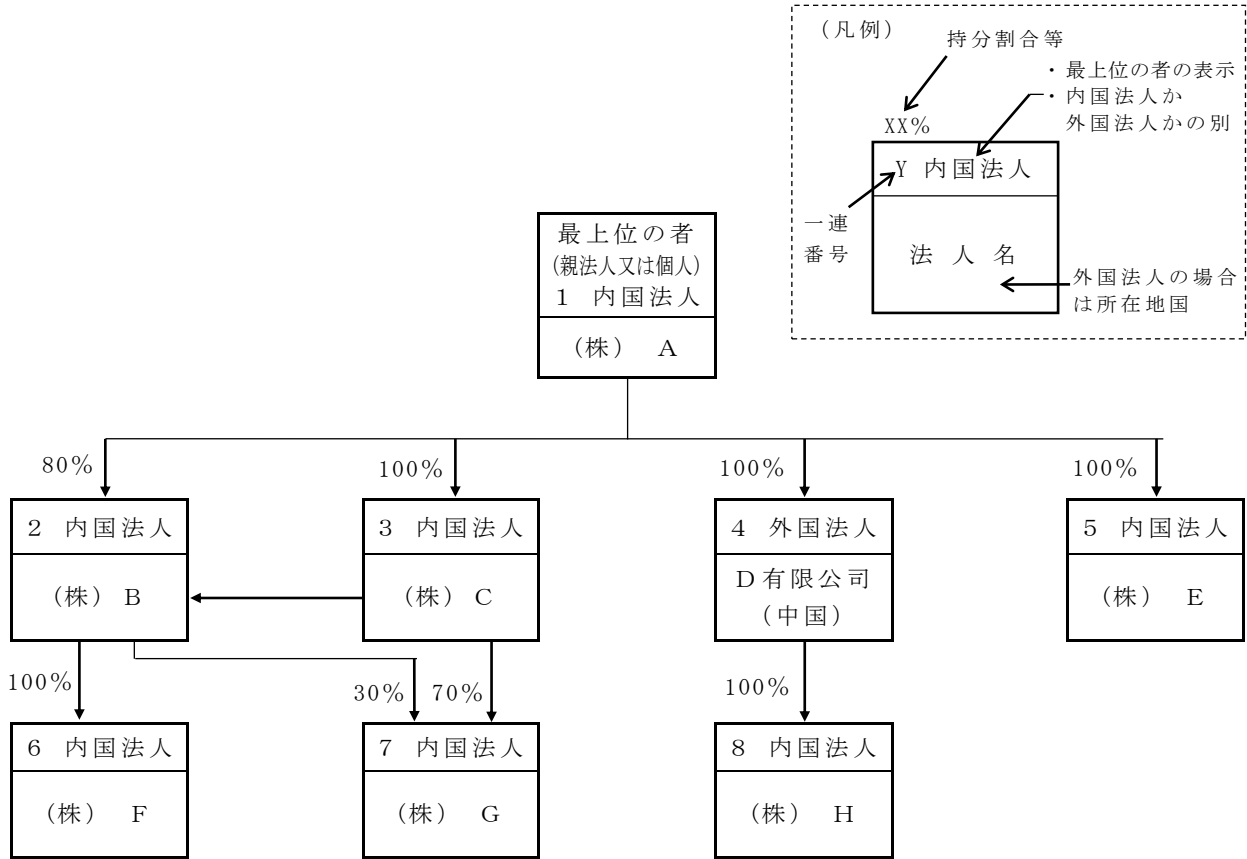 （凡例）
持分割合等
・最上位の者の表示
・内国法人か
外国法人かの別
XX%
Y 内国法人
一連
番号
法 人 名
外国法人の場合
は所在地国
最上位の者
（親法人又は個人）
1 内国法人
（株） A
80%
100%
100%
100%
2 内国法人
3 内国法人
4 外国法人
5 内国法人
（株） B
（株） C
D有限公司
（中国）
（株） E
100%
30%
70%
100%
6 内国法人
7 内国法人
8 内国法人
（株） F
（株） G
（株） H